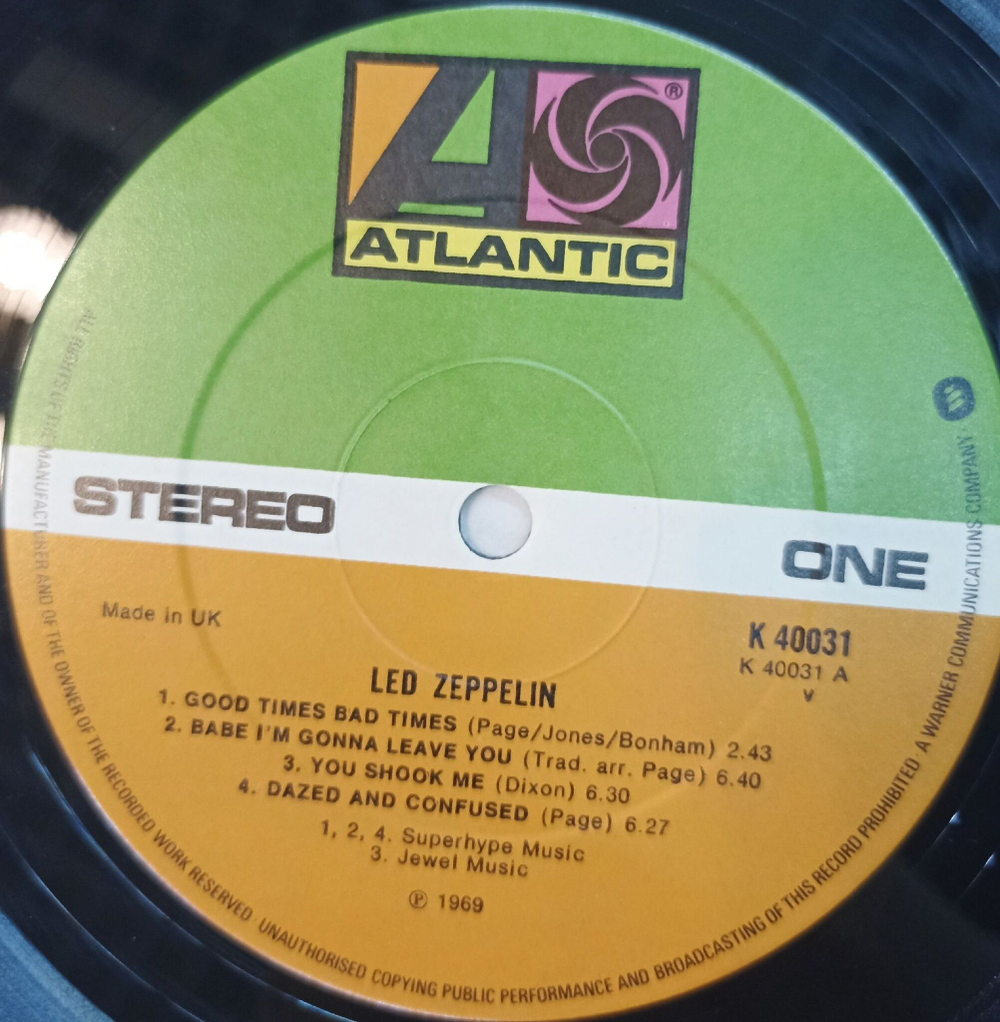 ATLANTIC
®
STEREO
ONE
Made in UK
K 40031
K 40031 A
v
LED ZEPPELIN
1. GOOD TIMES BAD TIMES (Page/Jones/Bonham) 2.43
2. BABE I'M GONNA LEAVE YOU (Trad. arr. Page) 6.40
3. YOU SHOOK ME (Dixon) 6.30
4. DAZED AND CONFUSED (Page) 6.27
1, 2, 4. Superhype Music
3. Jewel Music
℗ 1969
ALL RIGHTS OF THE MANUFACTURER AND OF THE OWNER OF THE RECORDED WORK RESERVED · UNAUTHORISED COPYING PUBLIC PERFORMANCE AND BROADCASTING OF THIS RECORD PROHIBITED · A WARNER COMMUNICATIONS COMPANY ·